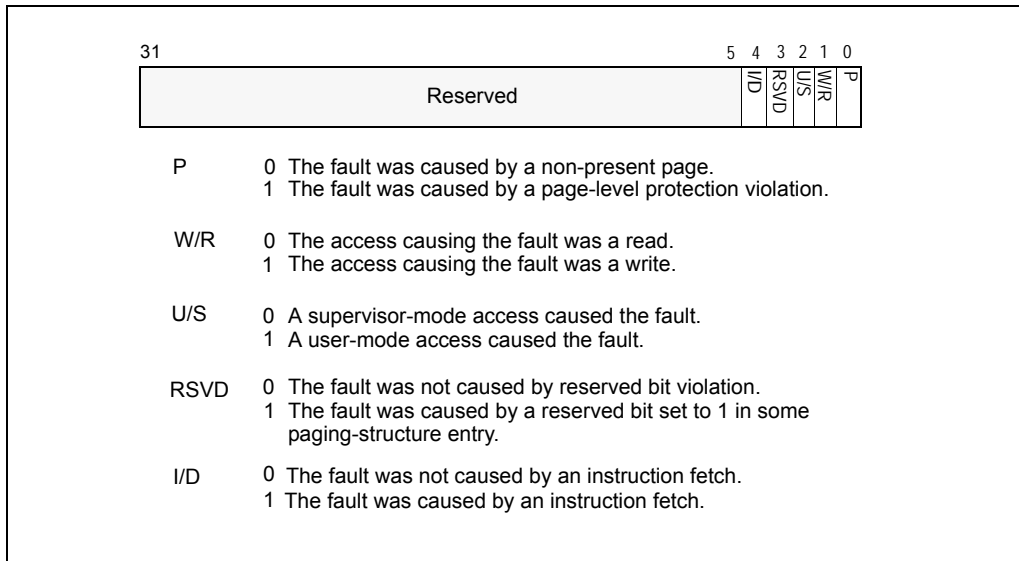 31 5 4 3 2 1 0
Reserved I/D RSVD U/S W/R P
P 0 The fault was caused by a non-present page.
1 The fault was caused by a page-level protection violation.
W/R 0 The access causing the fault was a read.
1 The access causing the fault was a write.
U/S 0 A supervisor-mode access caused the fault.
1 A user-mode access caused the fault.
RSVD 0 The fault was not caused by reserved bit violation.
1 The fault was caused by a reserved bit set to 1 in some
paging-structure entry.
I/D 0 The fault was not caused by an instruction fetch.
1 The fault was caused by an instruction fetch.